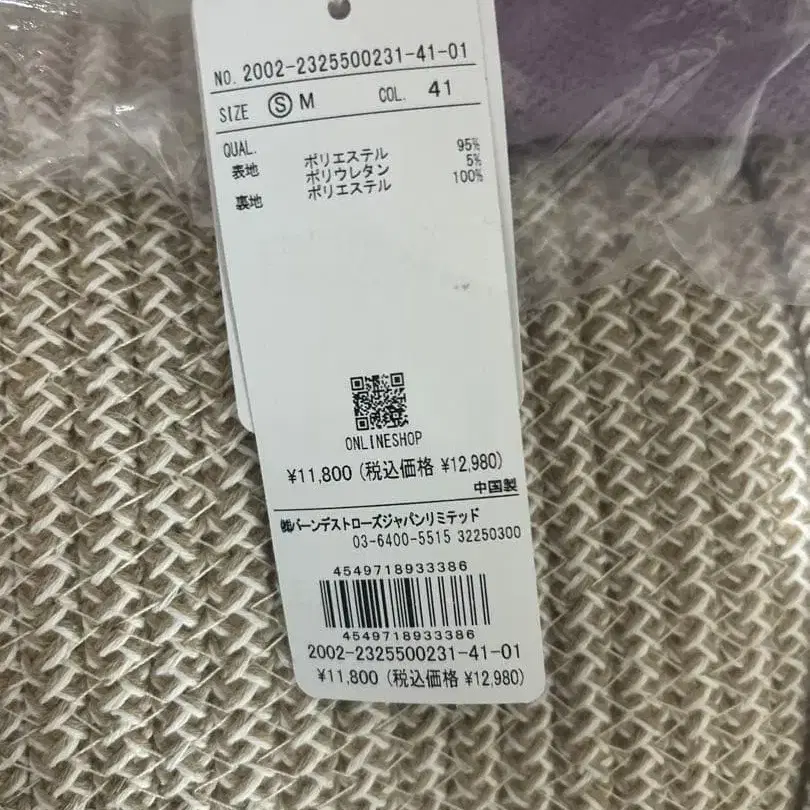 NO. 2002-2325500231-41-01
SIZE Ⓢ M COL. 41
QUAL.
表地 ポリエステル 95%
ポリウレタン 5%
裏地 ポリエステル 100%
ONLINESHOP
¥11,800 (税込価格 ¥12,980)
中国製
㈱バーンデストローズジャパンリミテッド
03-6400-5515 32250300
4549718933386
4549718933386
2002-2325500231-41-01
¥11,800 (税込価格 ¥12,980)